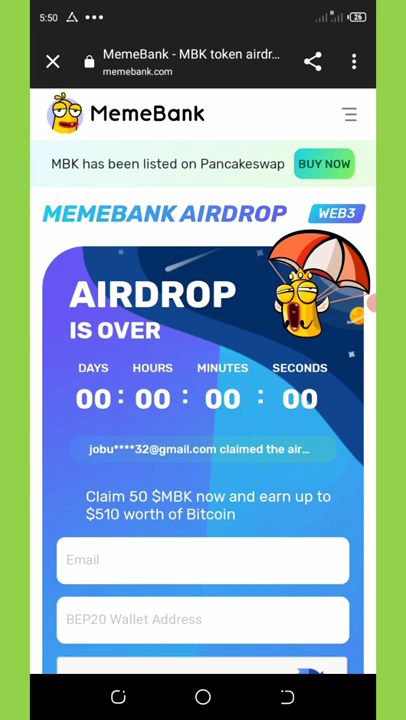 5:50
26
MemeBank - MBK token airdr...
memebank.com
MemeBank
MBK has been listed on Pancakeswap
BUY NOW
MEMEBANK AIRDROP
WEB3
AIRDROP
IS OVER
DAYS HOURS MINUTES SECONDS
00 : 00 : 00 : 00
jobu****32@gmail.com claimed the air...
Claim 50 $MBK now and earn up to
$510 worth of Bitcoin
Email
BEP20 Wallet Address